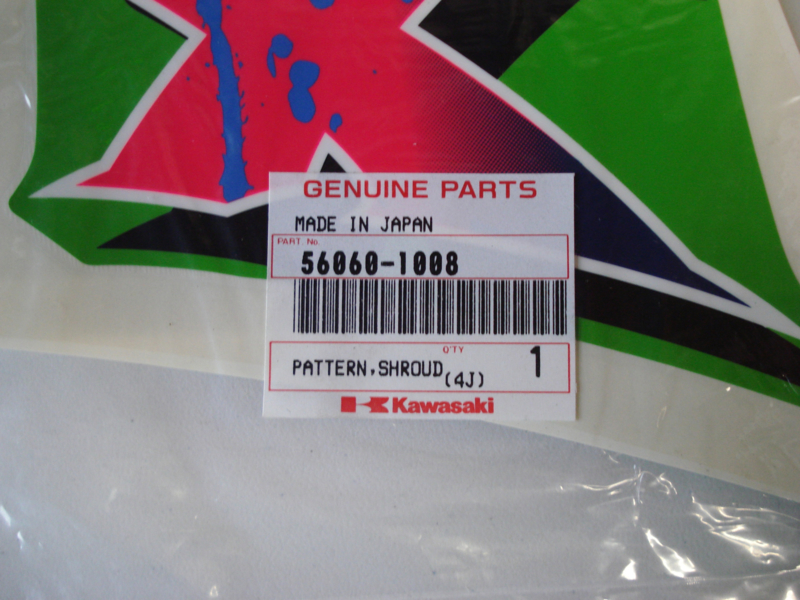 GENUINE PARTS
MADE IN JAPAN
PART. No.
56060-1008
Q'TY
PATTERN,SHROUD(4J) 1
Kawasaki